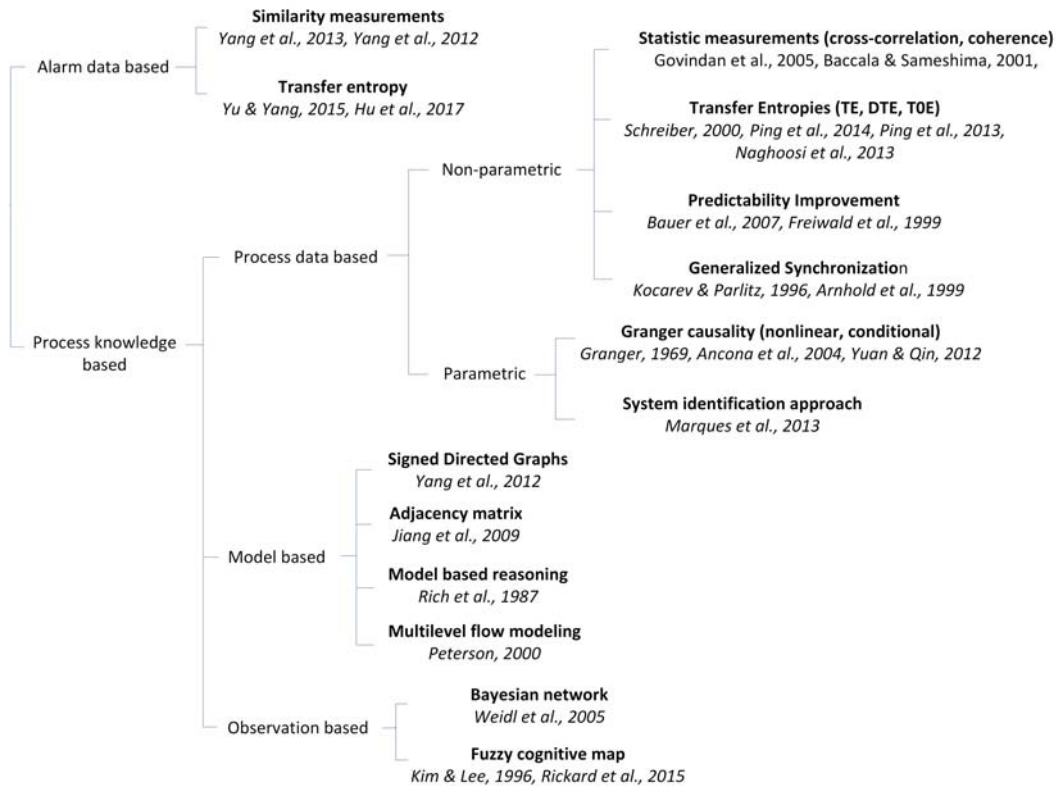 Similarity measurements
Yang et al., 2013, Yang et al., 2012
Alarm data based
Transfer entropy
Yu & Yang, 2015, Hu et al., 2017
Statistic measurements (cross-correlation, coherence)
Govindan et al., 2005, Baccala & Sameshima, 2001,
Transfer Entropies (TE, DTE, T0E)
Schreiber, 2000, Ping et al., 2014, Ping et al., 2013,
Naghoosi et al., 2013
Non-parametric
Predictability Improvement
Bauer et al., 2007, Freiwald et al., 1999
Process data based
Generalized Synchronization
Kocarev & Parlitz, 1996, Arnhold et al., 1999
Process knowledge
based
Granger causality (nonlinear, conditional)
Granger, 1969, Ancona et al., 2004, Yuan & Qin, 2012
Parametric
System identification approach
Marques et al., 2013
Signed Directed Graphs
Yang et al., 2012
Adjacency matrix
Jiang et al., 2009
Model based
Model based reasoning
Rich et al., 1987
Multilevel flow modeling
Peterson, 2000
Bayesian network
Weidl et al., 2005
Observation based
Fuzzy cognitive map
Kim & Lee, 1996, Rickard et al., 2015